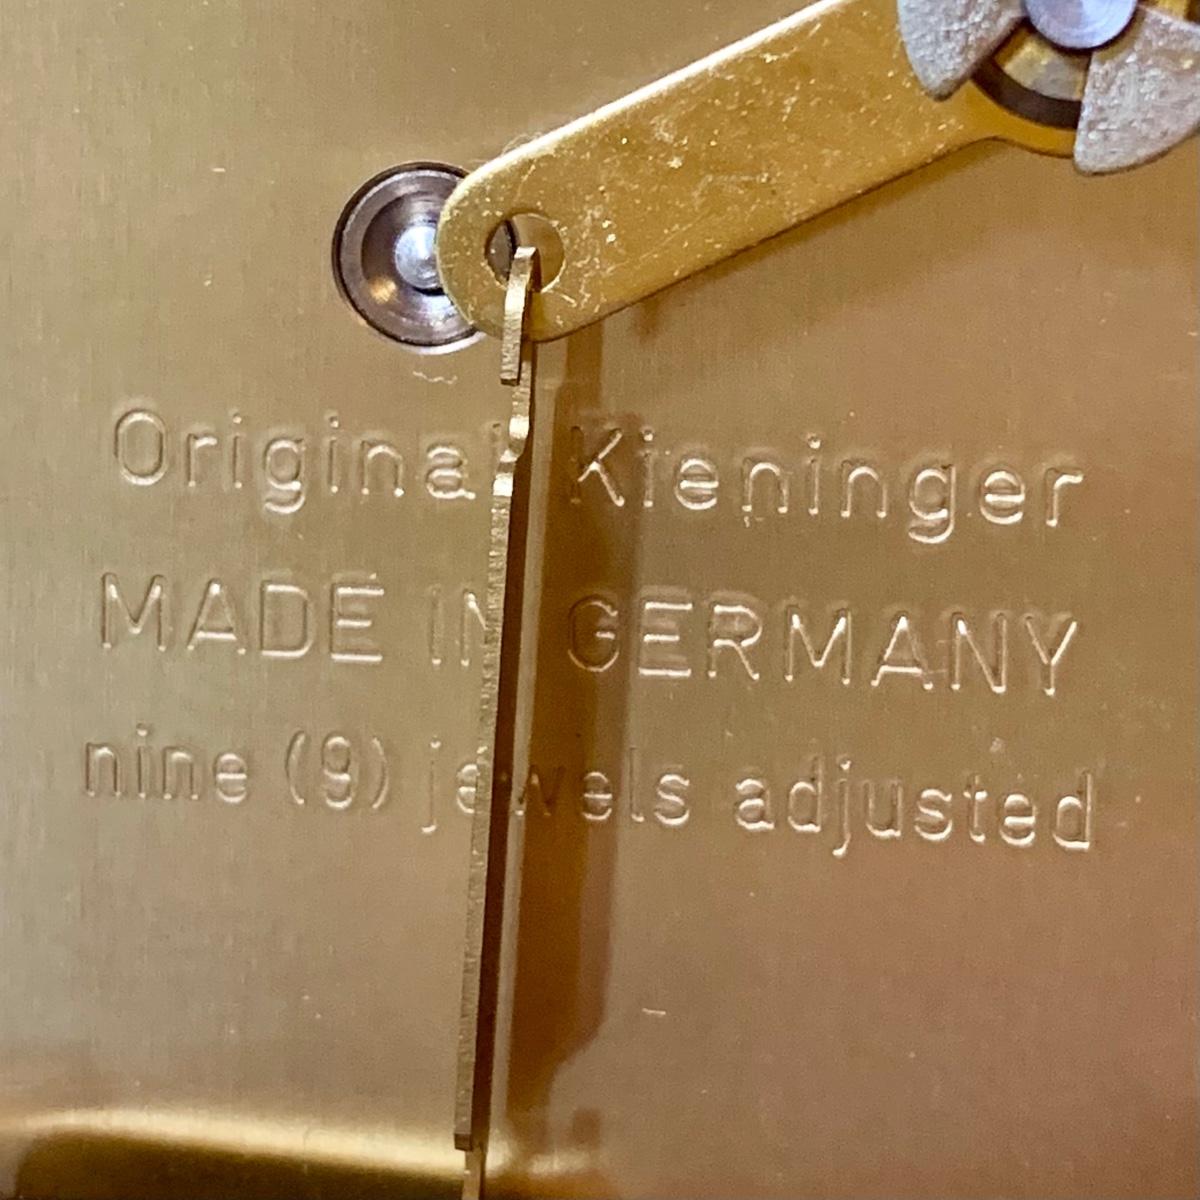 Original Kieninger
MADE IN GERMANY
nine (9) jewels adjusted